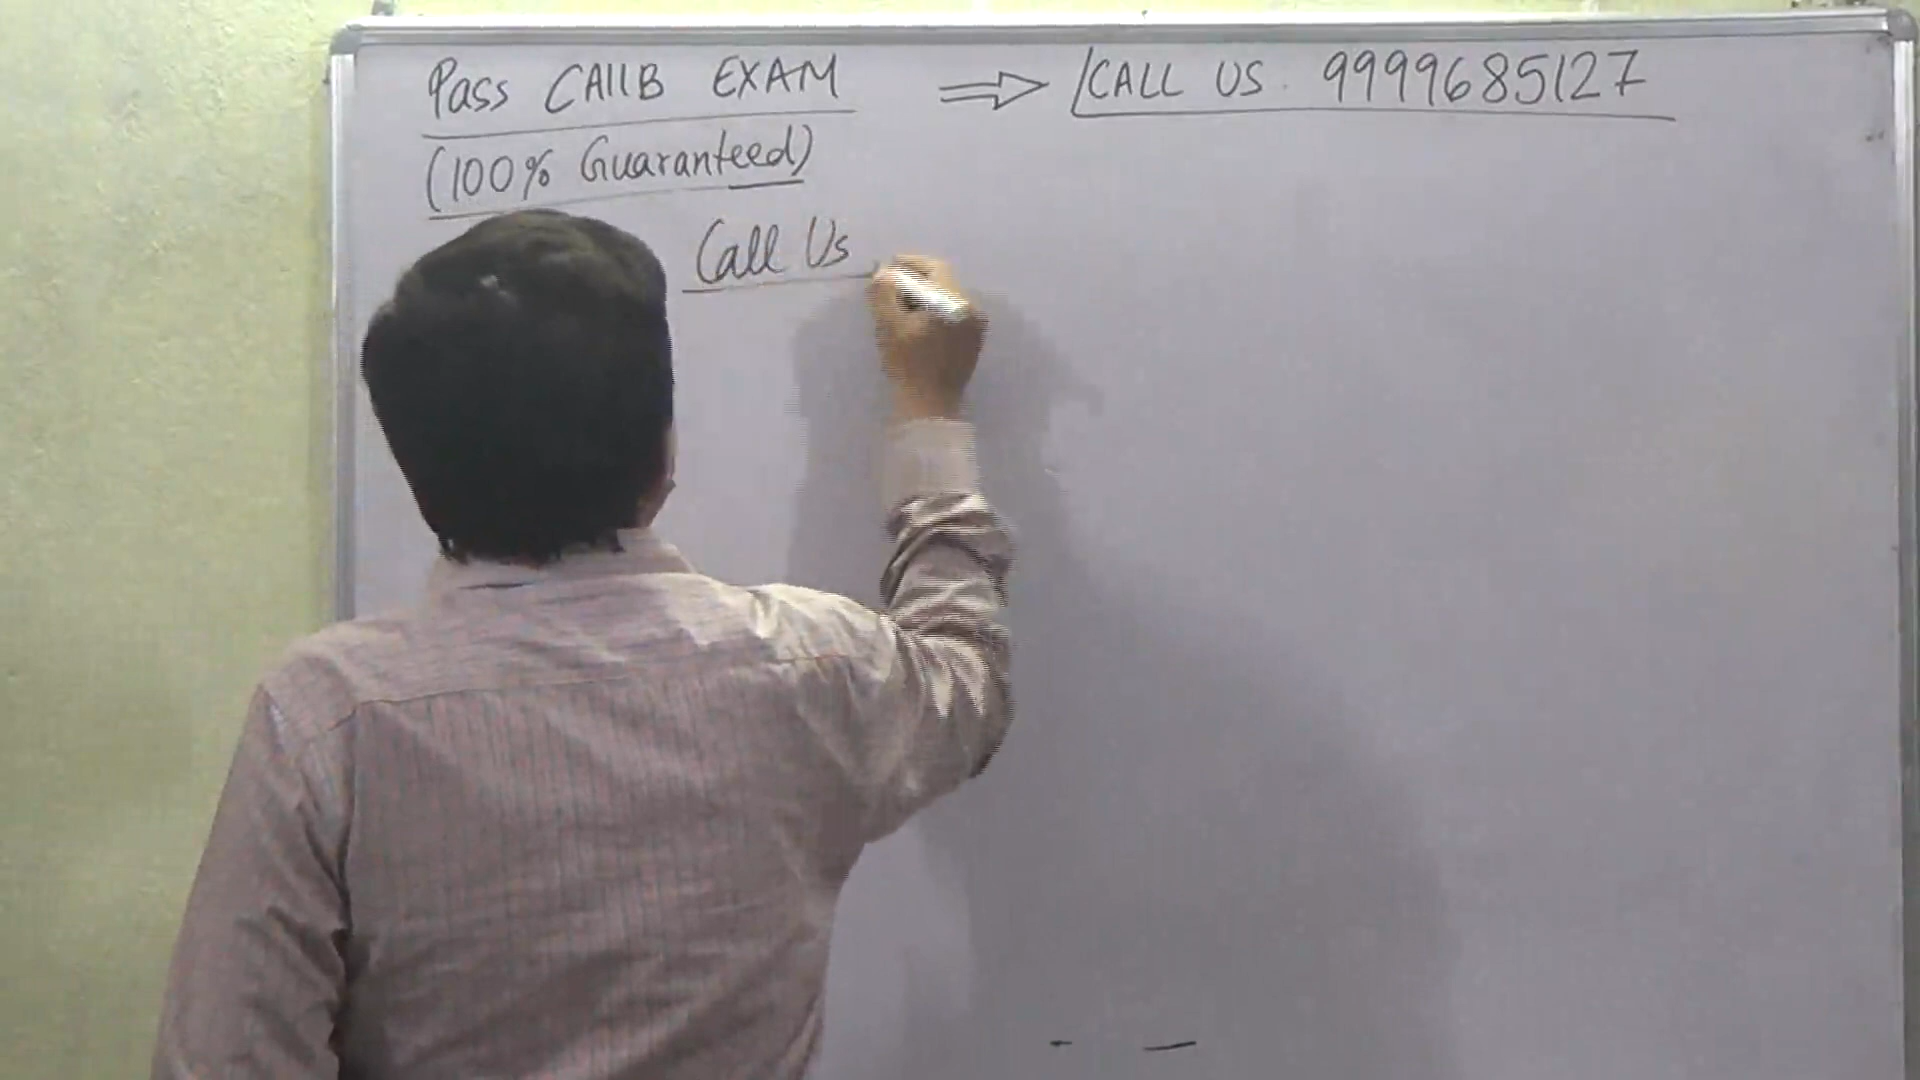 Pass CAIIB EXAM ⇒ CALL US. 9999685127
(100% Guaranteed)
Call Us